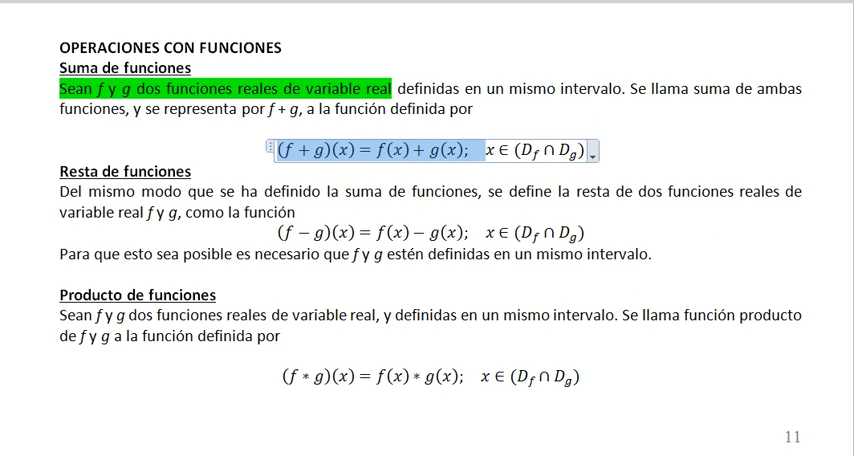 OPERACIONES CON FUNCIONES
Suma de funciones
Sean f y g dos funciones reales de variable real definidas en un mismo intervalo. Se llama suma de ambas
funciones, y se representa por f + g, a la función definida por
(f + g)(x) = f(x) + g(x);   x ∈ (D_f ∩ D_g)
Resta de funciones
Del mismo modo que se ha definido la suma de funciones, se define la resta de dos funciones reales de
variable real f y g, como la función
(f − g)(x) = f(x) − g(x);   x ∈ (D_f ∩ D_g)
Para que esto sea posible es necesario que f y g estén definidas en un mismo intervalo.
Producto de funciones
Sean f y g dos funciones reales de variable real, y definidas en un mismo intervalo. Se llama función producto
de f y g a la función definida por
(f ∗ g)(x) = f(x) ∗ g(x);   x ∈ (D_f ∩ D_g)
11